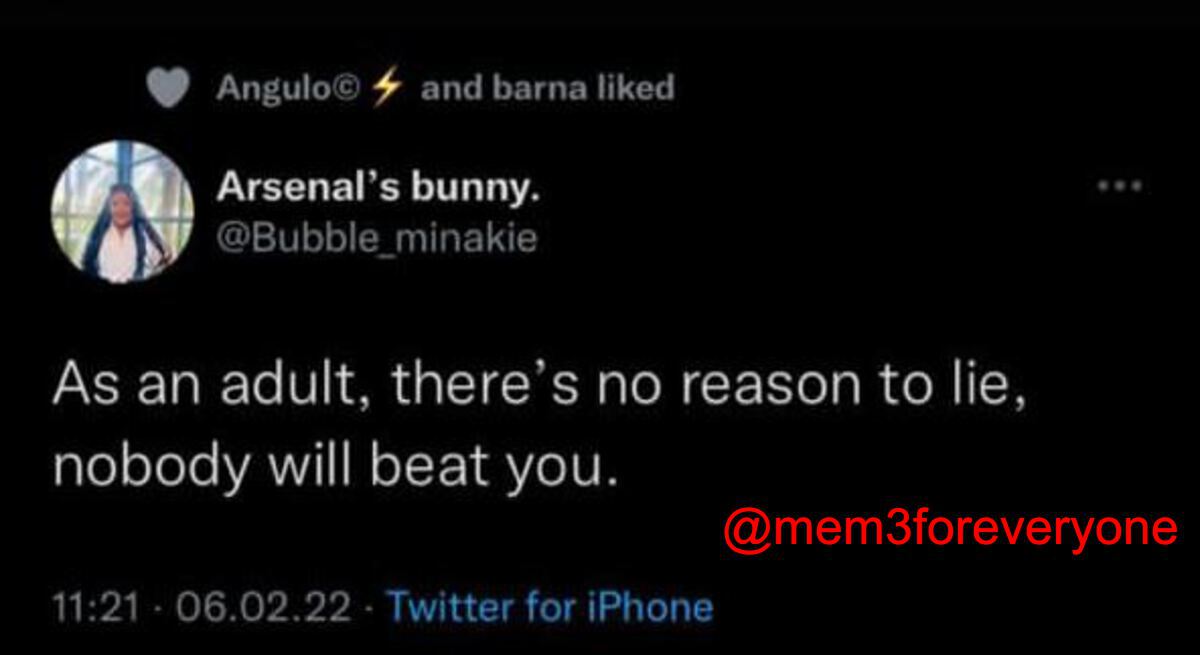 Angulo©⚡ and barna liked
Arsenal’s bunny.
@Bubble_minakie
As an adult, there’s no reason to lie,
nobody will beat you.
@mem3foreveryone
11:21 · 06.02.22 · Twitter for iPhone